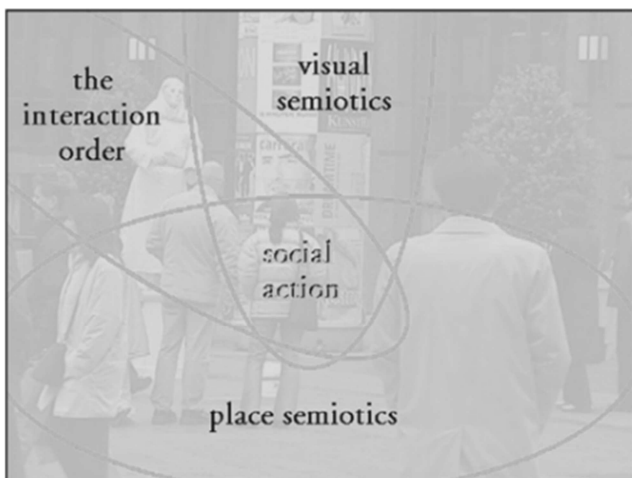 the
interaction
order
visual
semiotics
social
action
place semiotics